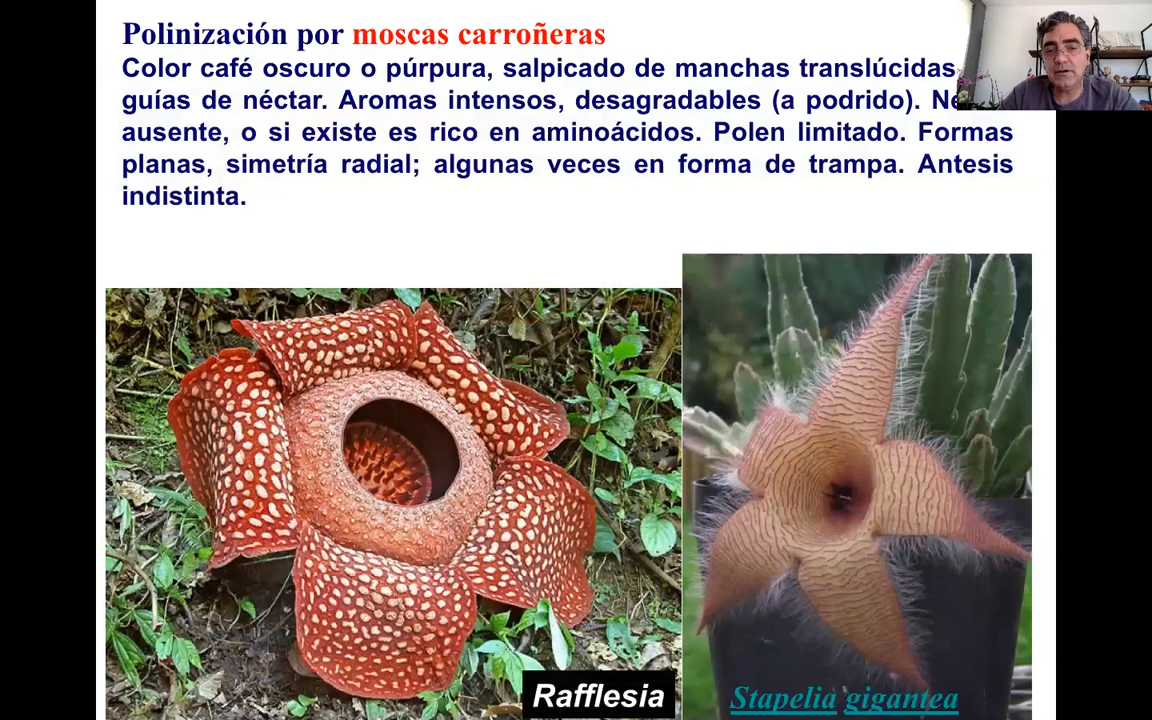 Polinización por moscas carroñeras
Color café oscuro o púrpura, salpicado de manchas translúcidas
guías de néctar. Aromas intensos, desagradables (a podrido).
ausente, o si existe es rico en aminoácidos. Polen limitado. Formas
planas, simetría radial; algunas veces en forma de trampa. Antesis
indistinta.
Rafflesia
Stapelia gigantea